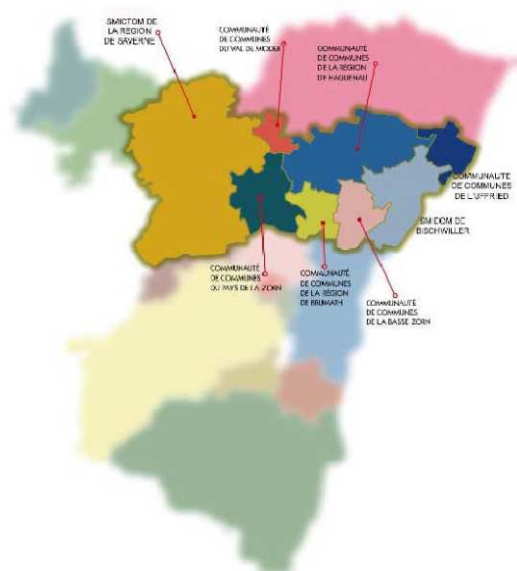 SMICTOM DE
LA REGION
DE SAVERNE
COMMUNAUTÉ
DE COMMUNES
DU VAL DE MODER
COMMUNAUTÉ
DE COMMUNES
DE LA REGION
DE HAGUENAU
COMMUNAUTE
DE COMMUNES
DE L'UFFRIED
SMIDOM DE
BISCHWILLER
COMMUNAUTÉ
DE COMMUNES
DU PAYS DE LA ZORN
COMMUNAUTÉ
DE COMMUNES
DE LA REGION
DE BRUMATH
COMMUNAUTÉ
DE COMMUNES
DE LA BASSE ZORN